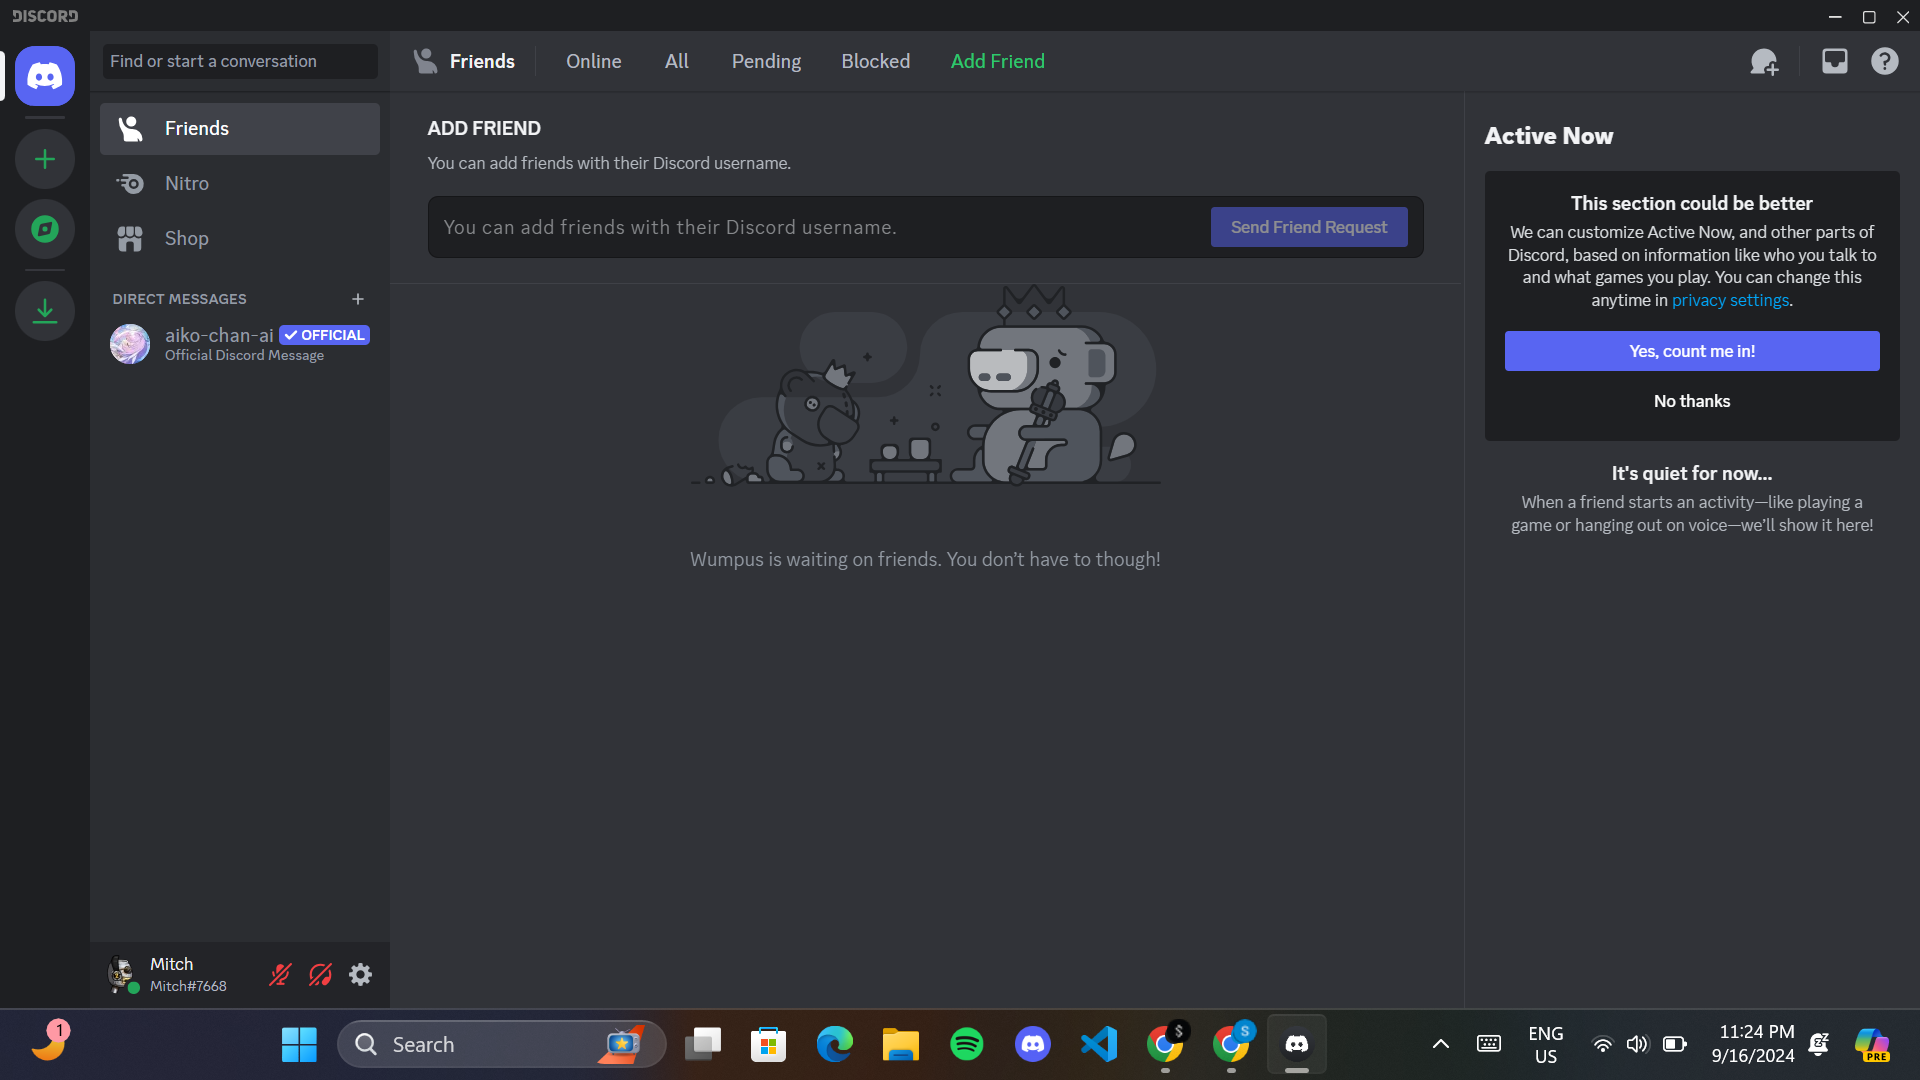 DISCORD
Find or start a conversation
Friends
Online
All
Pending
Blocked
Add Friend
Friends
Nitro
Shop
DIRECT MESSAGES
aiko-chan-ai
OFFICIAL
Official Discord Message
ADD FRIEND
You can add friends with their Discord username.
You can add friends with their Discord username.
Send Friend Request
Wumpus is waiting on friends. You don’t have to though!
Active Now
This section could be better
We can customize Active Now, and other parts of
Discord, based on information like who you talk to
and what games you play. You can change this
anytime in privacy settings.
Yes, count me in!
No thanks
It's quiet for now...
When a friend starts an activity—like playing a
game or hanging out on voice—we’ll show it here!
Mitch
Mitch#7668
1
Search
$
S
ENG
US
11:24 PM
9/16/2024
PRE